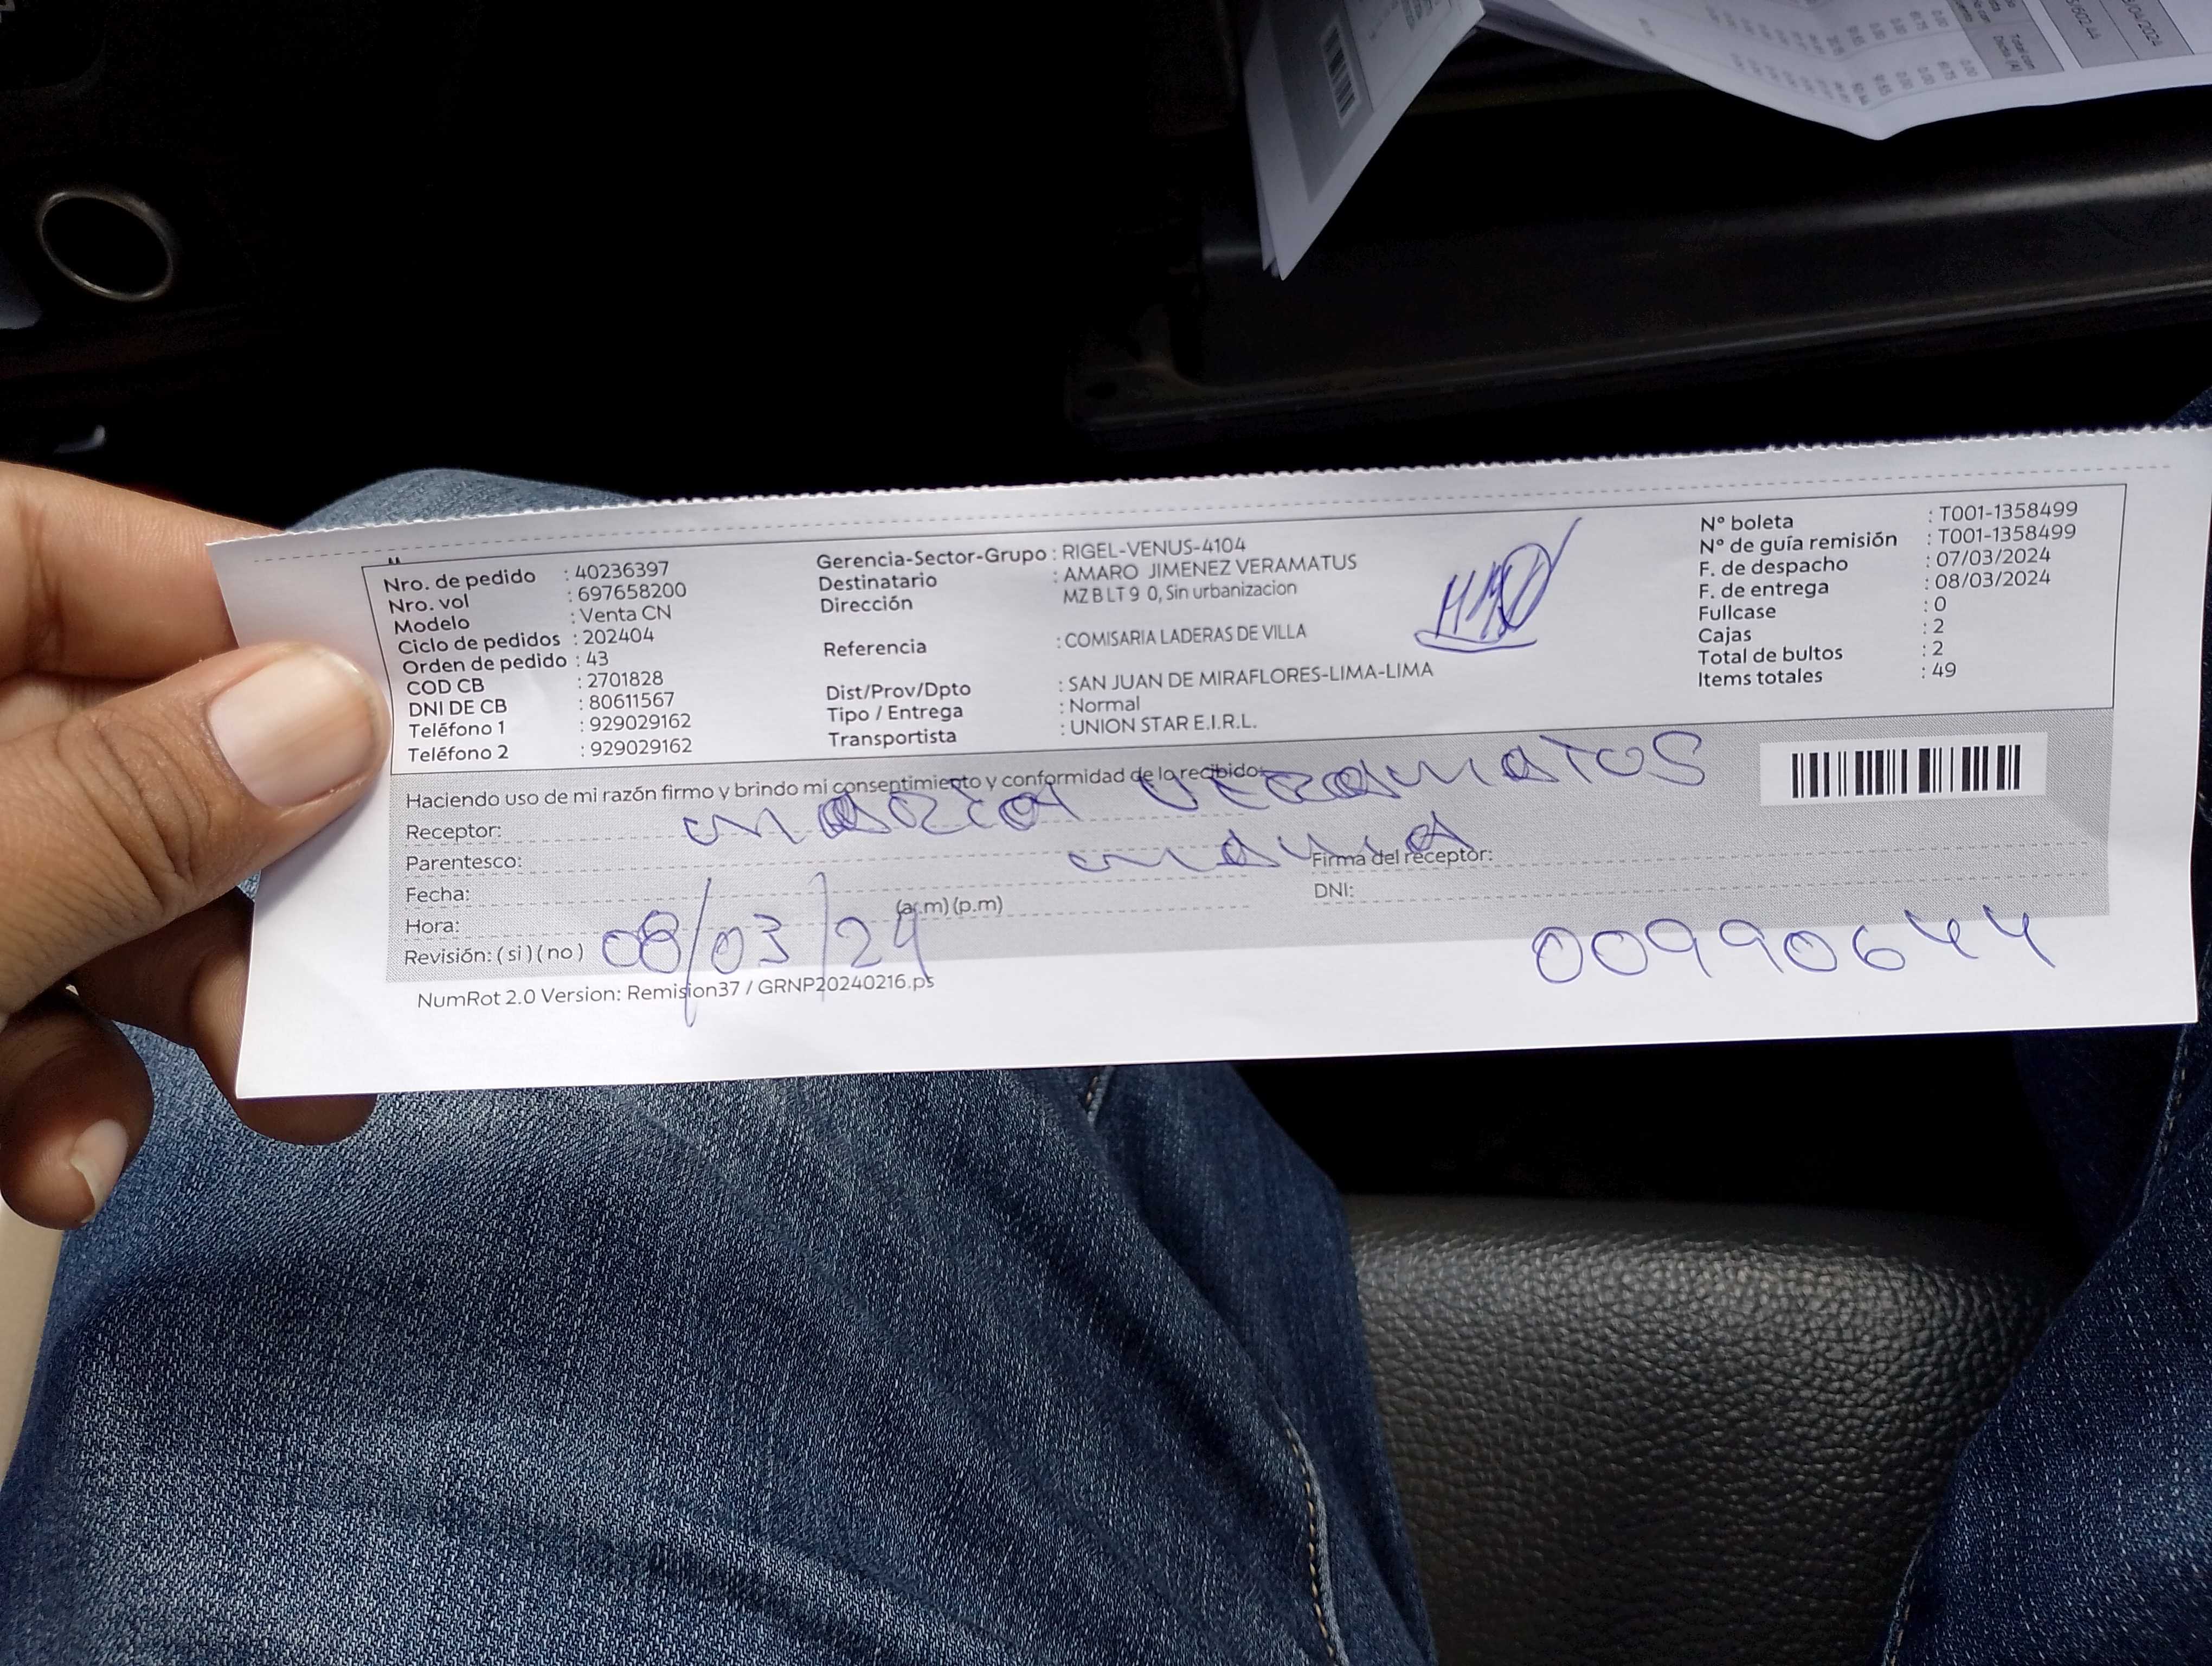 Nro. de pedido : 40236397
Nro. vol : 697658200
Modelo : Venta CN
Ciclo de pedidos : 202404
Orden de pedido : 43
COD CB : 2701828
DNI DE CB : 80611567
Teléfono 1 : 929029162
Teléfono 2 : 929029162
Gerencia-Sector-Grupo : RIGEL-VENUS-4104
Destinatario : AMARO JIMENEZ VERAMATUS
Dirección MZ B LT 9 0, Sin urbanizacion
Referencia : COMISARIA LADERAS DE VILLA
Dist/Prov/Dpto : SAN JUAN DE MIRAFLORES-LIMA-LIMA
Tipo / Entrega : Normal
Transportista : UNION STAR E.I.R.L.
N° boleta : T001-1358499
N° de guía remisión : T001-1358499
F. de despacho : 07/03/2024
F. de entrega : 08/03/2024
Fullcase : 0
Cajas : 2
Total de bultos : 2
Items totales : 49
Haciendo uso de mi razón firmo y brindo mi consentimiento y conformidad de lo recibido:
Receptor: maria Veramatos
Parentesco: mama
Firma del receptor:
Fecha: 08/03/24
DNI: 00990644
Hora: (a.m) (p.m)
Revisión: ( si ) ( no )
NumRot 2.0 Version: Remision37 / GRNP20240216.ps